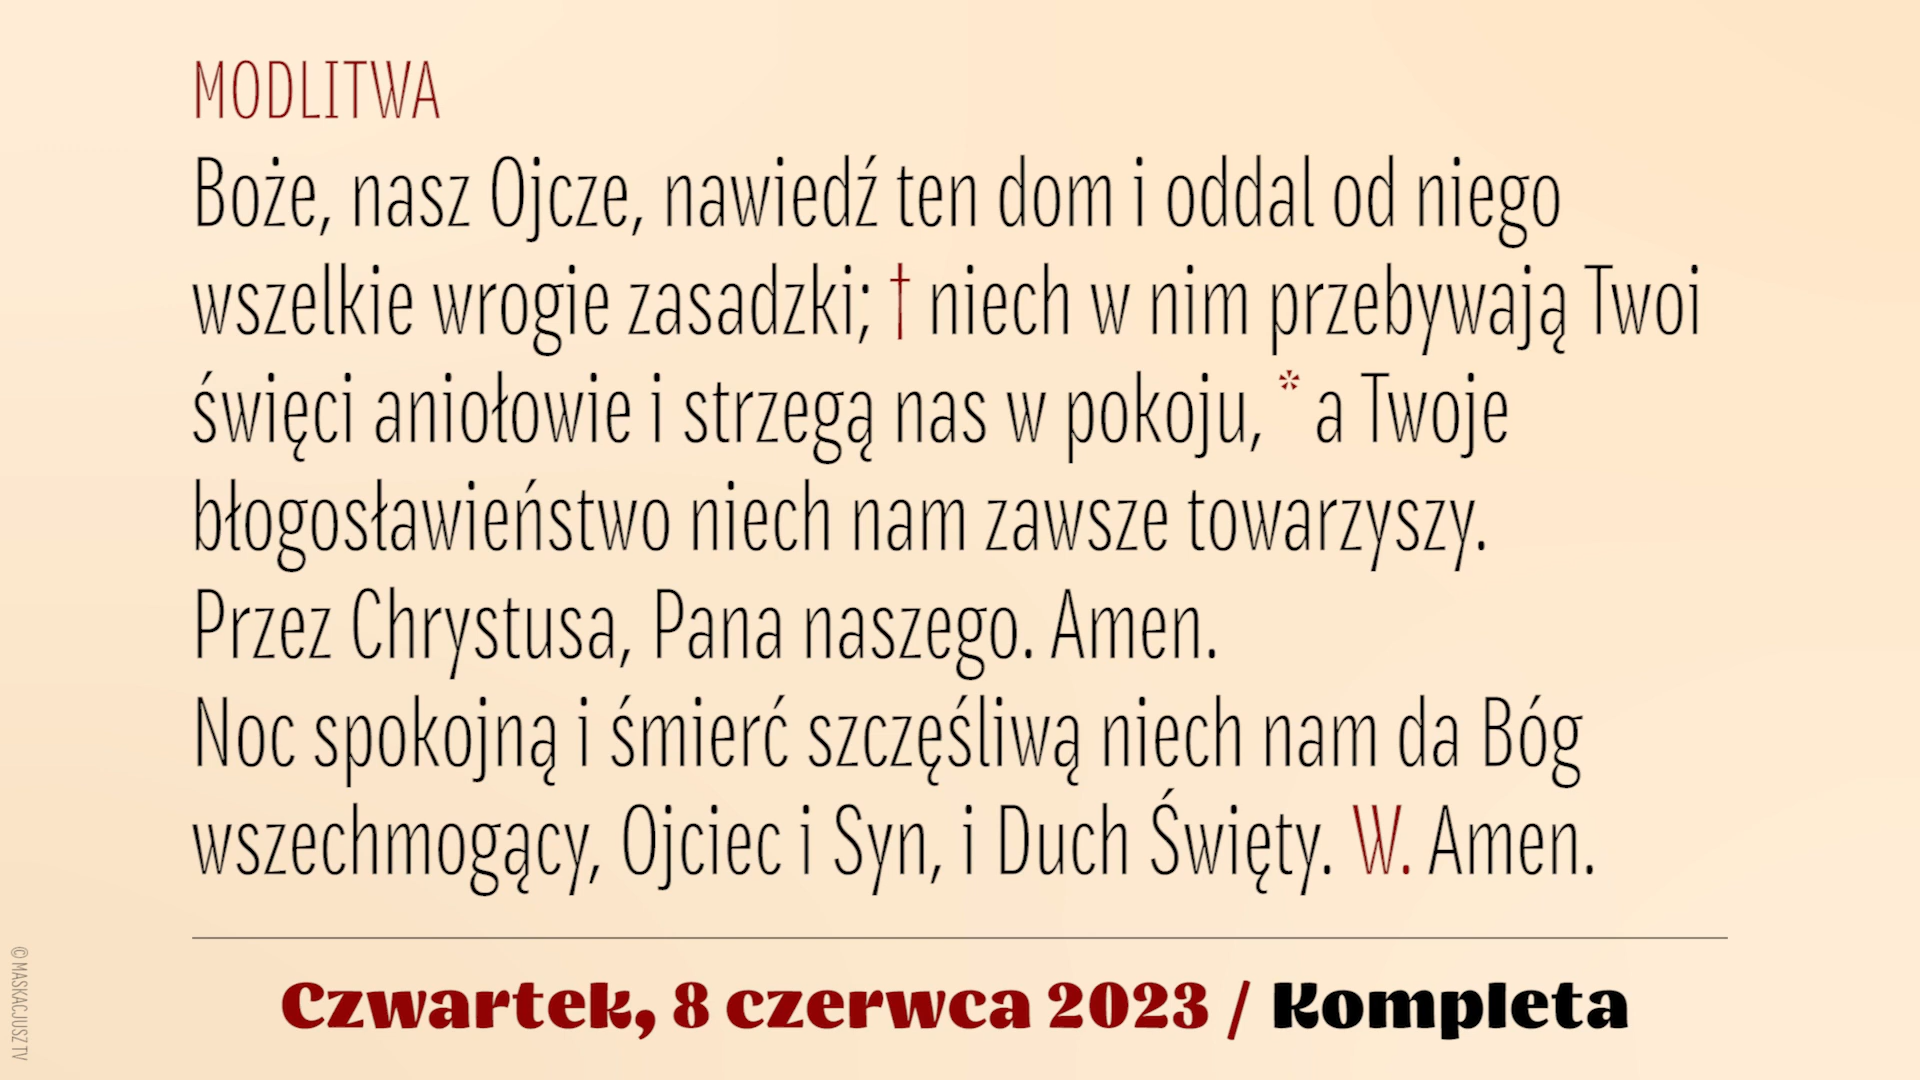 MODLITWA
Boże, nasz Ojcze, nawiedź ten dom i oddal od niego
wszelkie wrogie zasadzki; † niech w nim przebywają Twoi
święci aniołowie i strzegą nas w pokoju, * a Twoje
błogosławieństwo niech nam zawsze towarzyszy.
Przez Chrystusa, Pana naszego. Amen.
Noc spokojną i śmierć szczęśliwą niech nam da Bóg
wszechmogący, Ojciec i Syn, i Duch Święty. W. Amen.
Czwartek, 8 czerwca 2023 / Kompleta
© MASKACJUSZ TV